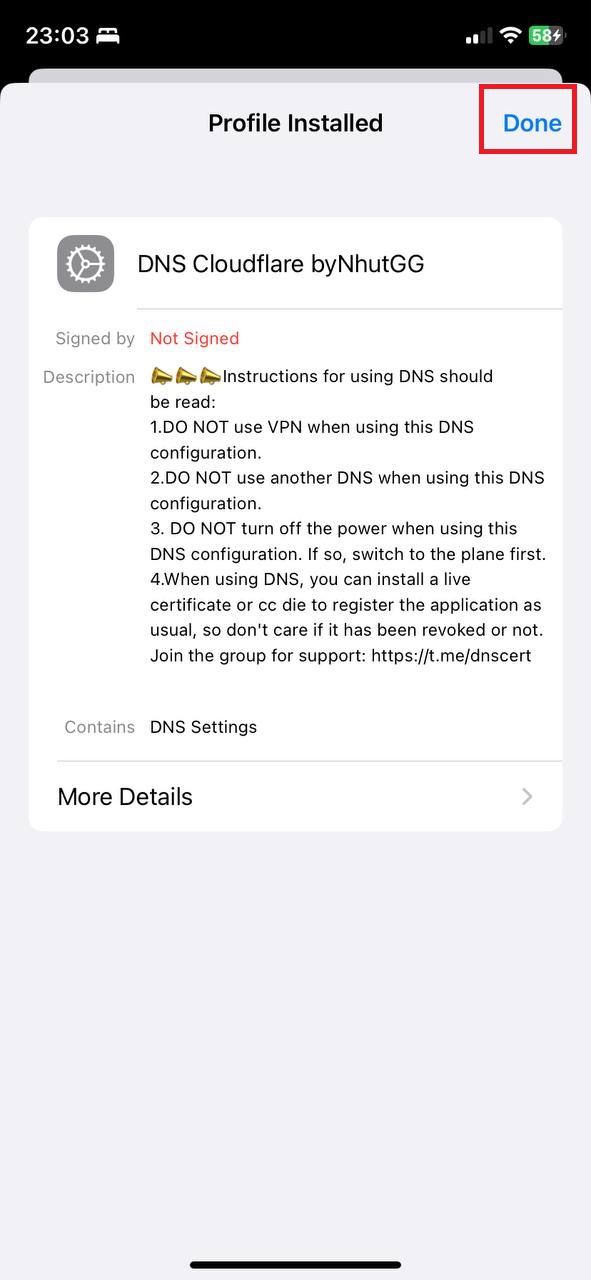 23:03
58
Profile Installed
Done
DNS Cloudflare byNhutGG
Signed by Not Signed
Description 📣📣📣Instructions for using DNS should
be read:
1.DO NOT use VPN when using this DNS
configuration.
2.DO NOT use another DNS when using this DNS
configuration.
3. DO NOT turn off the power when using this
DNS configuration. If so, switch to the plane first.
4.When using DNS, you can install a live
certificate or cc die to register the application as
usual, so don't care if it has been revoked or not.
Join the group for support: https://t.me/dnscert
Contains DNS Settings
More Details